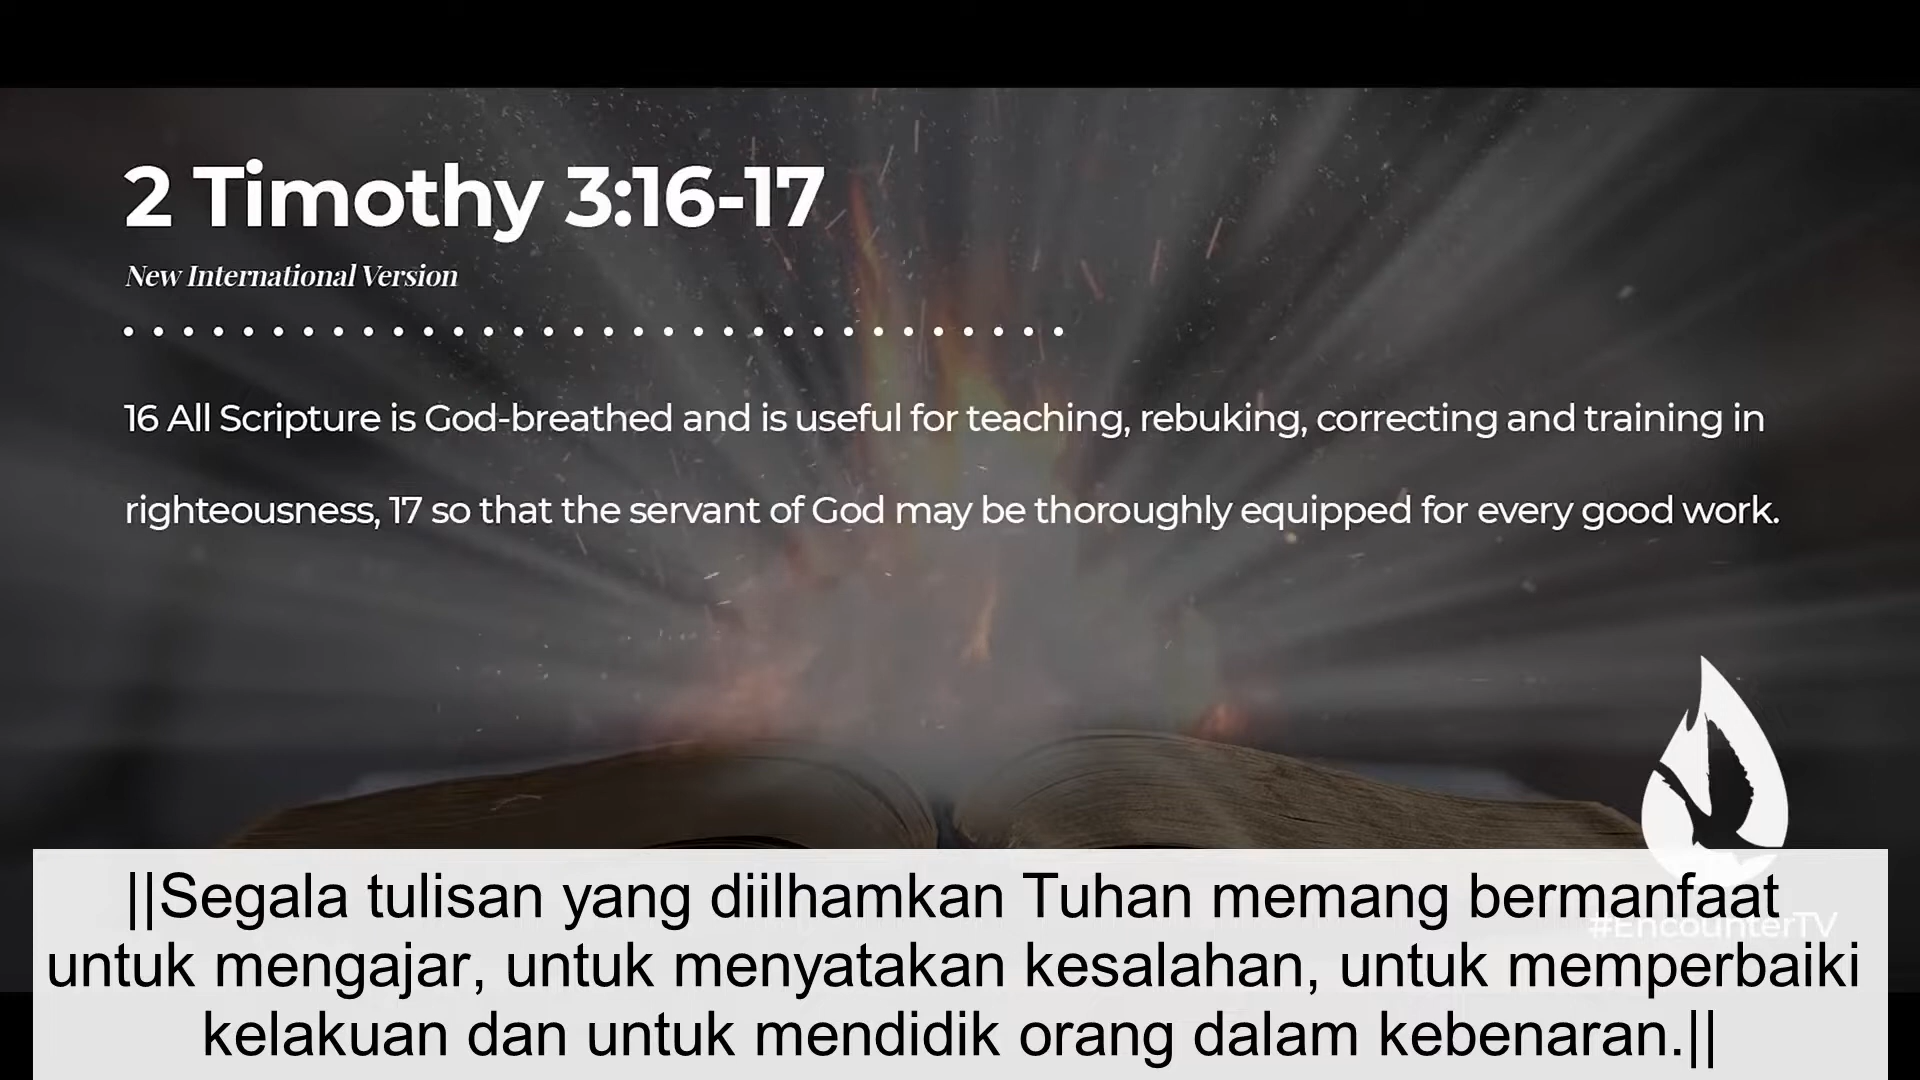 2 Timothy 3:16-17
New International Version
16 All Scripture is God-breathed and is useful for teaching, rebuking, correcting and training in
righteousness, 17 so that the servant of God may be thoroughly equipped for every good work.
#EncounterTV
||Segala tulisan yang diilhamkan Tuhan memang bermanfaat
untuk mengajar, untuk menyatakan kesalahan, untuk memperbaiki
kelakuan dan untuk mendidik orang dalam kebenaran.||